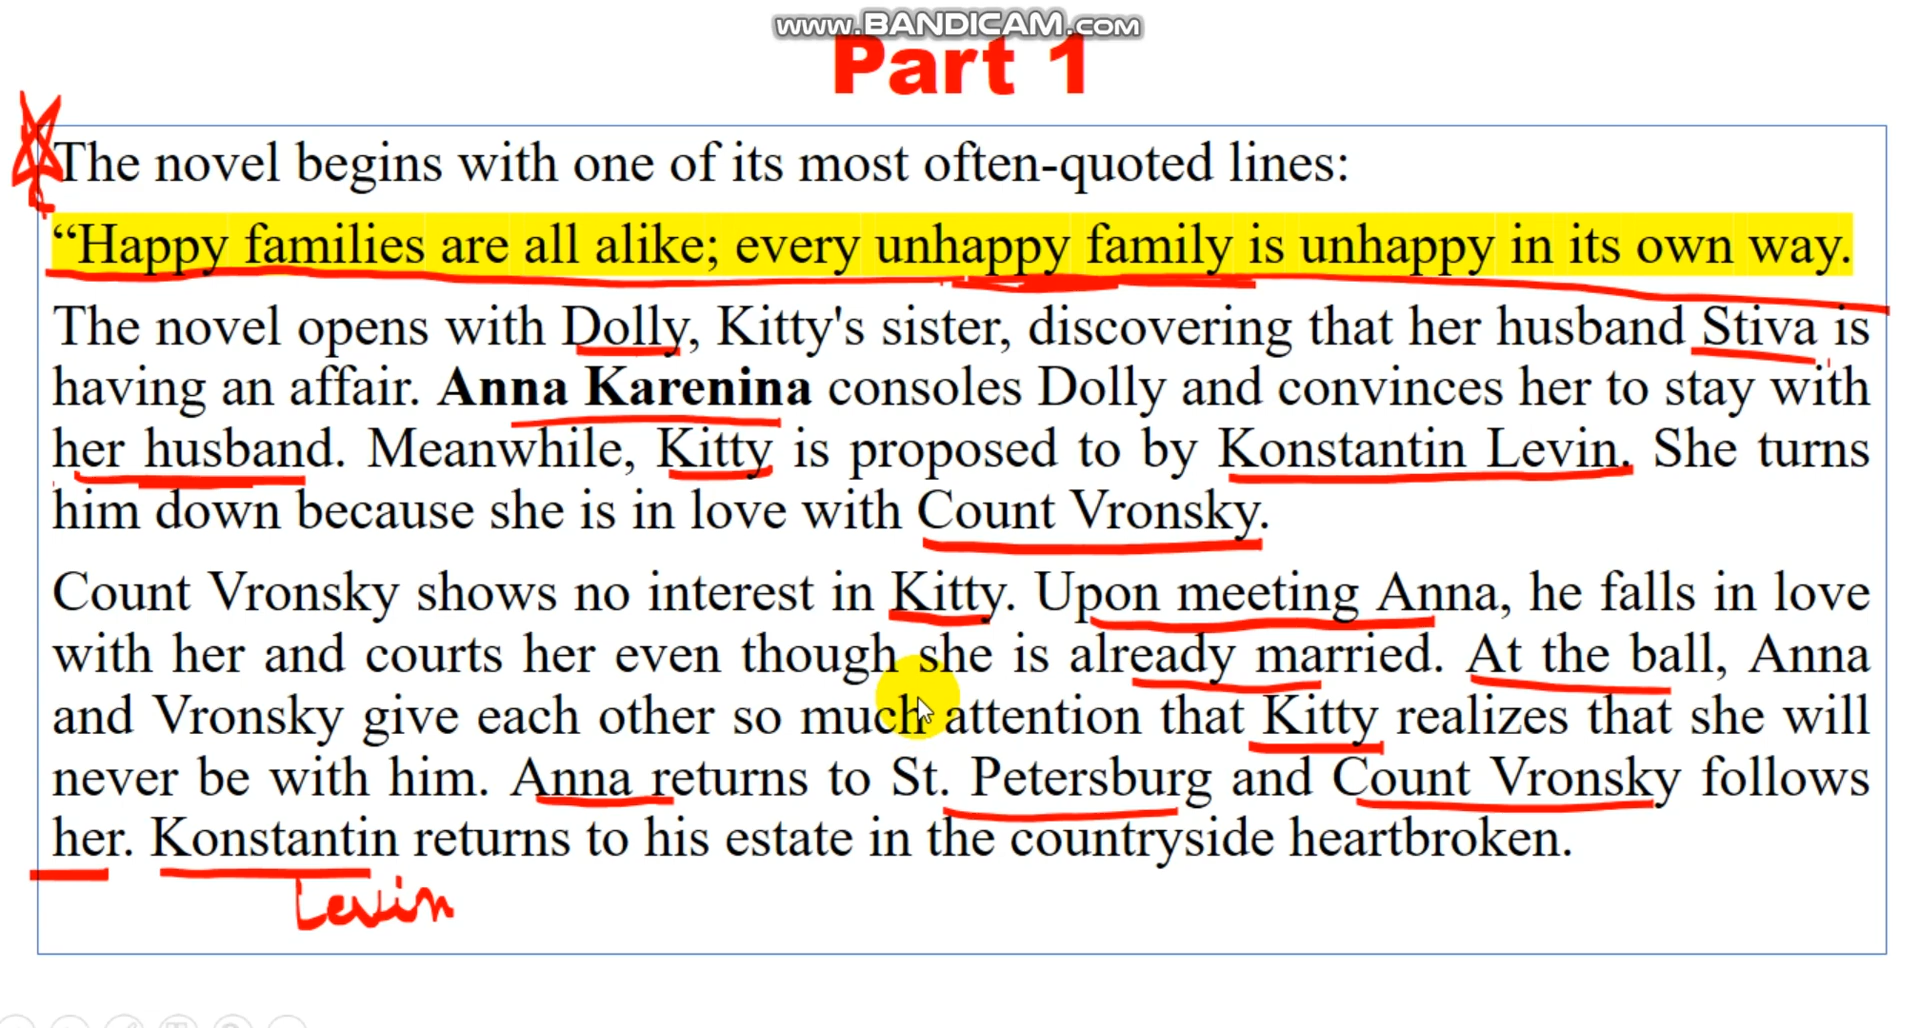 www.BANDICAM.com
Part 1
The novel begins with one of its most often-quoted lines:
“Happy families are all alike; every unhappy family is unhappy in its own way.
The novel opens with Dolly, Kitty's sister, discovering that her husband Stiva is
having an affair. Anna Karenina consoles Dolly and convinces her to stay with
her husband. Meanwhile, Kitty is proposed to by Konstantin Levin. She turns
him down because she is in love with Count Vronsky.
Count Vronsky shows no interest in Kitty. Upon meeting Anna, he falls in love
with her and courts her even though she is already married. At the ball, Anna
and Vronsky give each other so much attention that Kitty realizes that she will
never be with him. Anna returns to St. Petersburg and Count Vronsky follows
her. Konstantin returns to his estate in the countryside heartbroken.
Levin